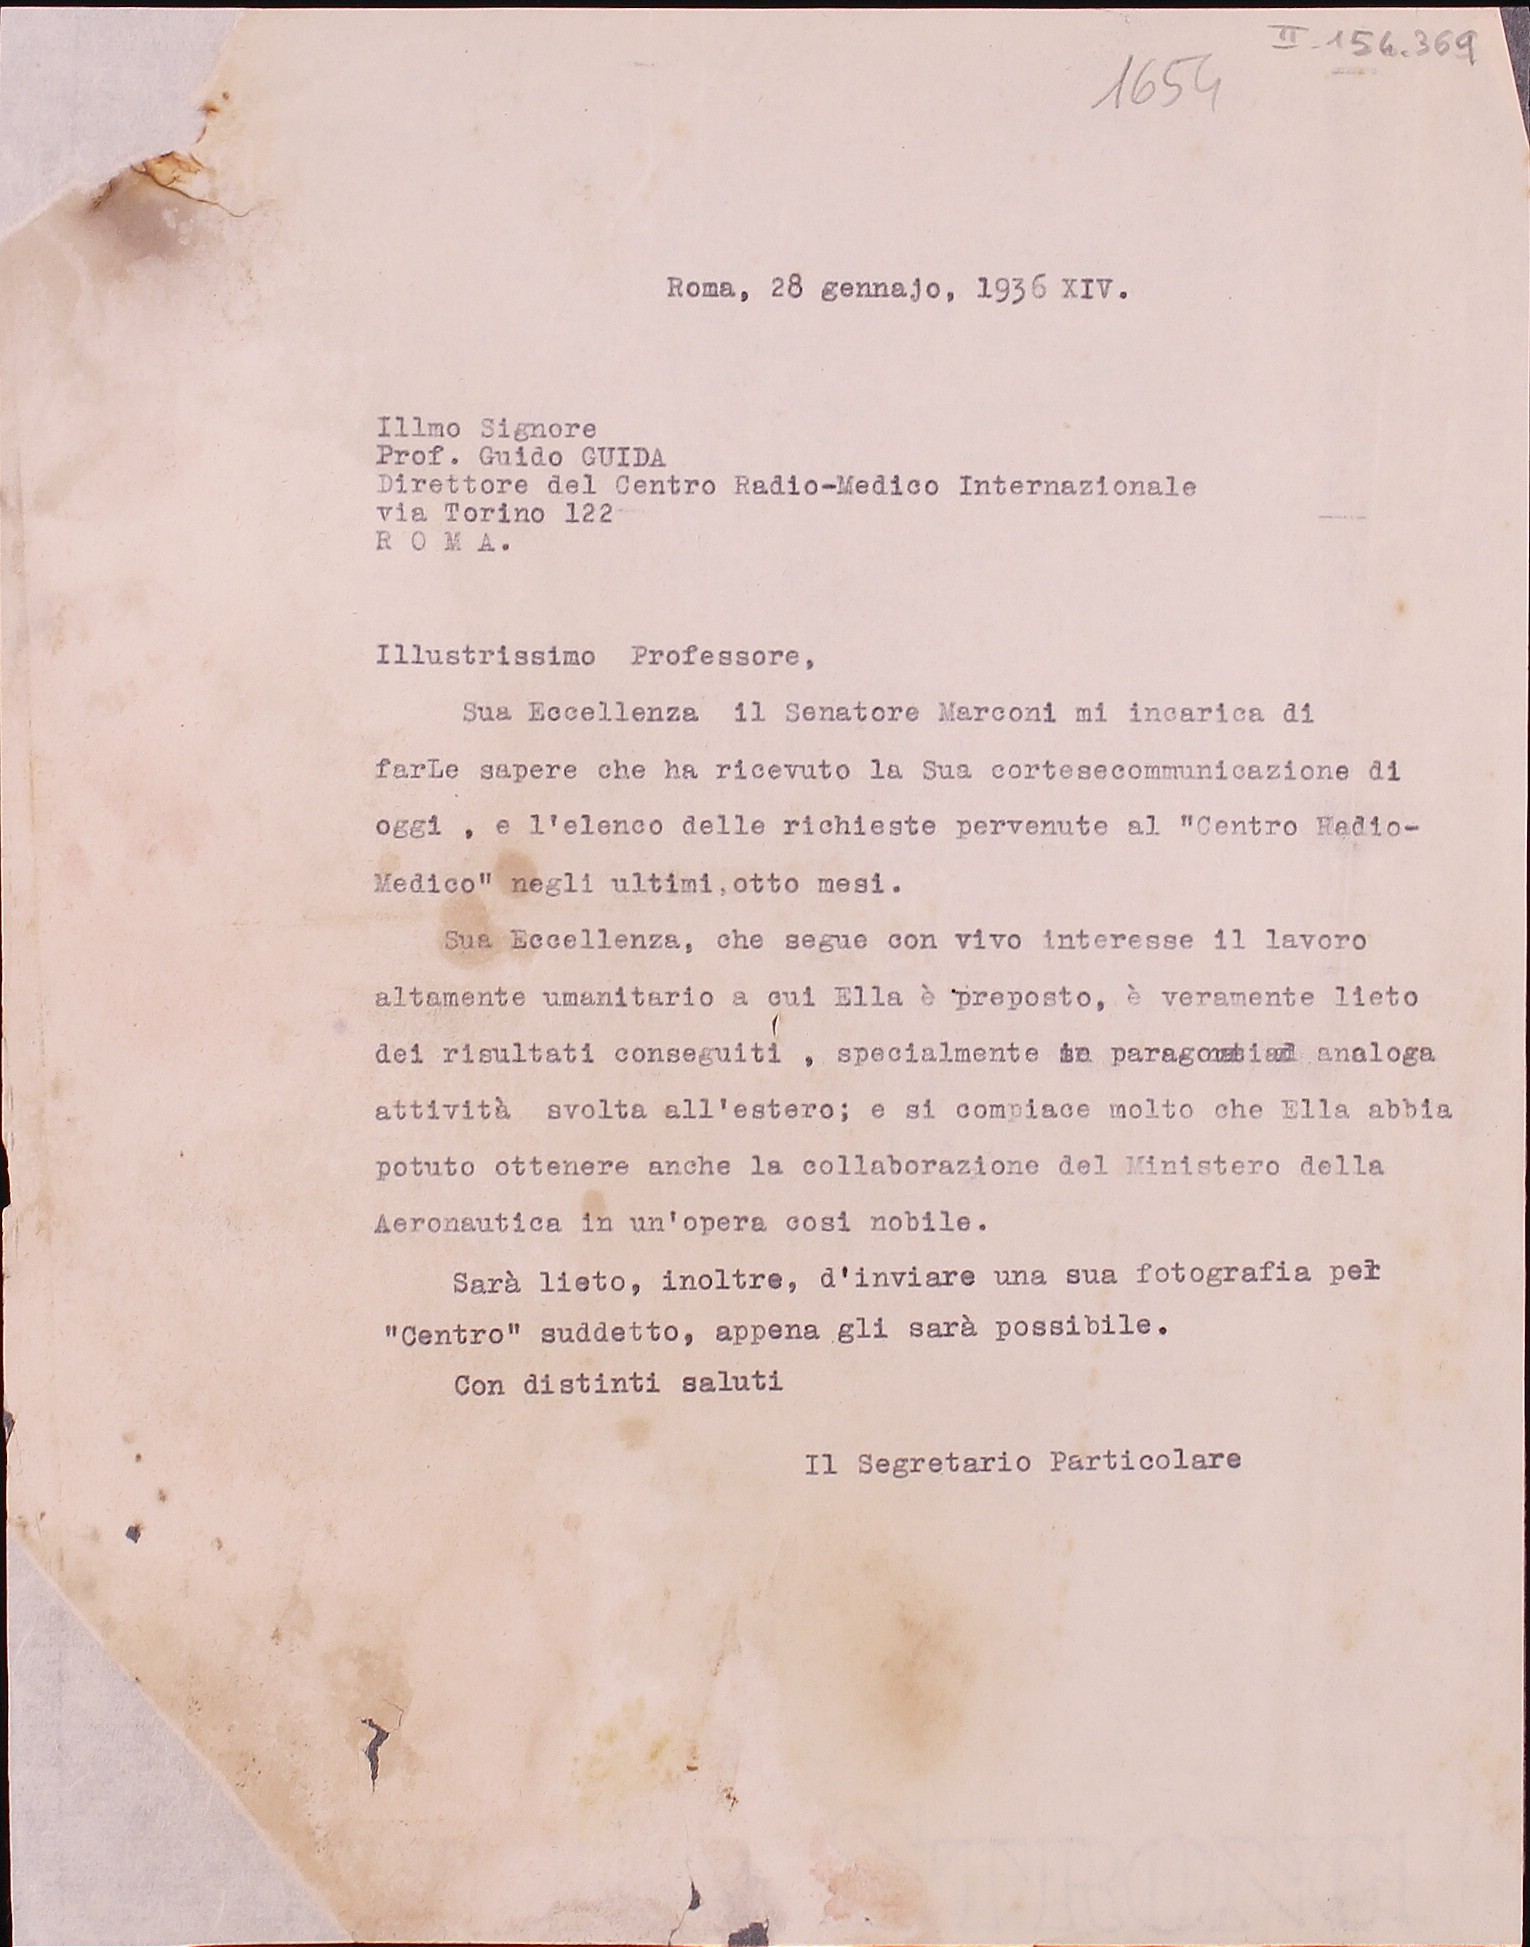 II-154.369
1654
Roma, 28 gennajo, 1936 XIV.
Illmo Signore
Prof. Guido GUIDA
Direttore del Centro Radio-Medico Internazionale
via Torino 122
R O M A.
Illustrissimo Professore,
Sua Eccellenza il Senatore Marconi mi incarica di
farLe sapere che ha ricevuto la Sua cortesecommunicazione di
oggi , e l'elenco delle richieste pervenute al "Centro Radio-
Medico" negli ultimi,otto mesi.
Sua Eccellenza, che segue con vivo interesse il lavoro
altamente umanitario a cui Ella è preposto, è veramente lieto
dei risultati conseguiti , specialmente analoga
attività svolta all'estero; e si compiace molto che Ella abbia
potuto ottenere anche la collaborazione del Ministero della
Aeronautica in un'opera cosi nobile.
Sarà lieto, inoltre, d'inviare una sua fotografia pel
"Centro" suddetto, appena gli sarà possibile.
Con distinti saluti
Il Segretario Particolare